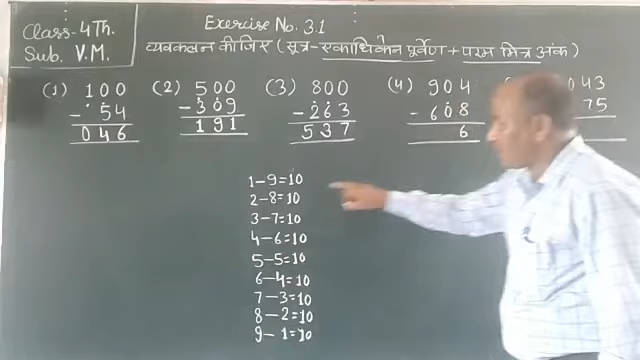 Class-4Th.
Sub. V.M.
Exercise No. 3.1
व्यवकलन कीजिए (सूत्र-एकाधिकेन पूर्वेण + परम मित्र अंक)
(1) 100 (2) 500 (3) 800 (4) 904 043
- 54 - 309 - 263 - 608 75
046 191 537 6
1-9=10
2-8=10
3-7=10
4-6=10
5-5=10
6-4=10
7-3=10
8-2=10
9-1=10